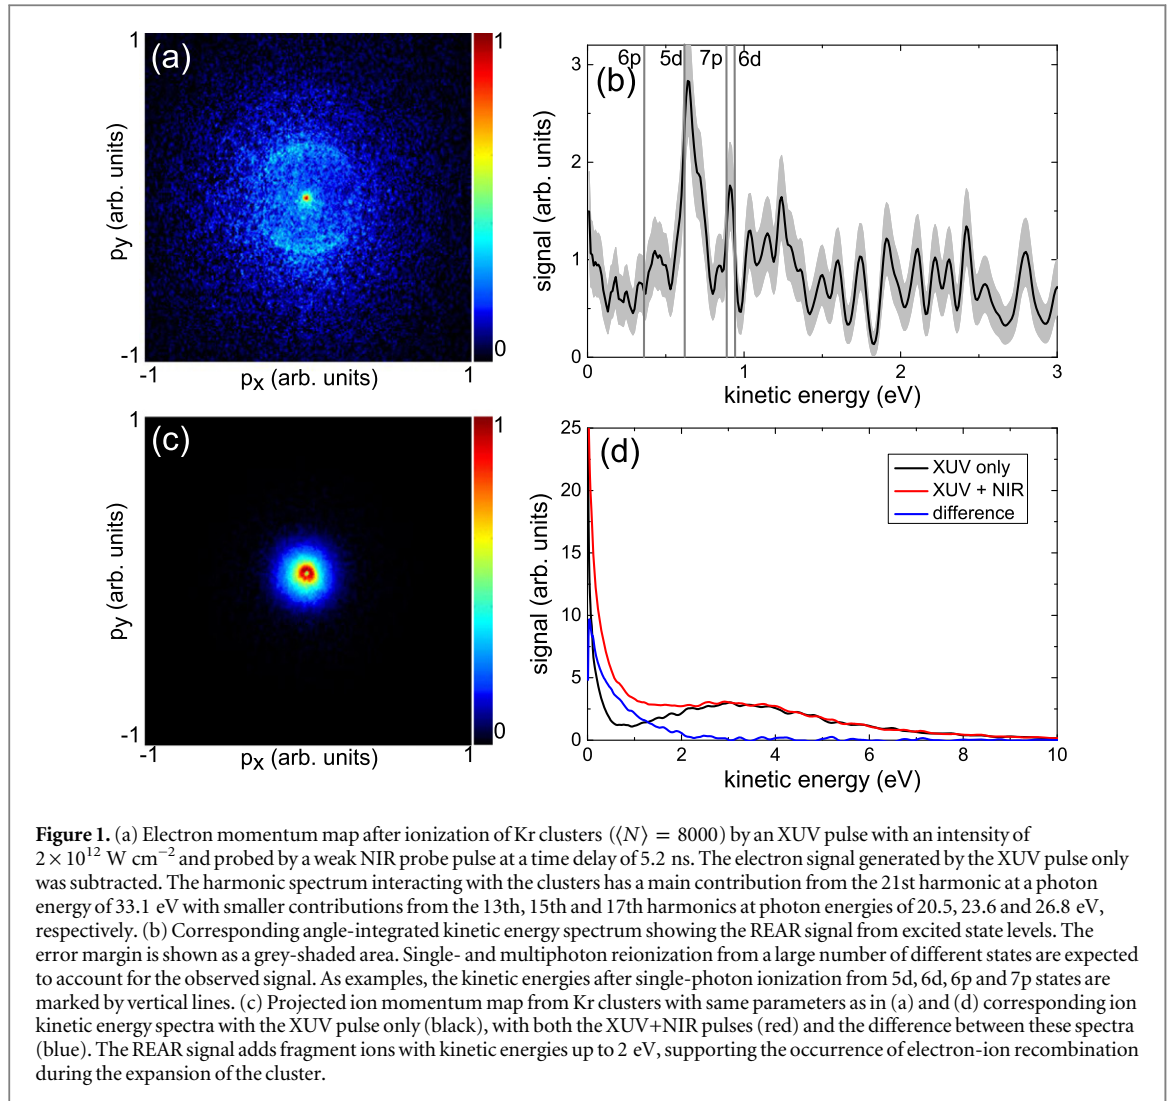 (a)
1
-1
-1
1
py (arb. units)
px (arb. units)
1
0
(b)
6p
5d
7p
6d
3
2
1
0
0
1
2
3
signal (arb. units)
kinetic energy (eV)
(c)
1
-1
-1
1
py (arb. units)
px (arb. units)
1
0
(d)
25
20
15
10
5
0
0
2
4
6
8
10
signal (arb. units)
kinetic energy (eV)
XUV only
XUV + NIR
difference
Figure 1. (a) Electron momentum map after ionization of Kr clusters (⟨N⟩ = 8000) by an XUV pulse with an intensity of
2 × 10¹² W cm⁻² and probed by a weak NIR probe pulse at a time delay of 5.2 ns. The electron signal generated by the XUV pulse only
was subtracted. The harmonic spectrum interacting with the clusters has a main contribution from the 21st harmonic at a photon
energy of 33.1 eV with smaller contributions from the 13th, 15th and 17th harmonics at photon energies of 20.5, 23.6 and 26.8 eV,
respectively. (b) Corresponding angle-integrated kinetic energy spectrum showing the REAR signal from excited state levels. The
error margin is shown as a grey-shaded area. Single- and multiphoton reionization from a large number of different states are expected
to account for the observed signal. As examples, the kinetic energies after single-photon ionization from 5d, 6d, 6p and 7p states are
marked by vertical lines. (c) Projected ion momentum map from Kr clusters with same parameters as in (a) and (d) corresponding ion
kinetic energy spectra with the XUV pulse only (black), with both the XUV+NIR pulses (red) and the difference between these spectra
(blue). The REAR signal adds fragment ions with kinetic energies up to 2 eV, supporting the occurrence of electron-ion recombination
during the expansion of the cluster.